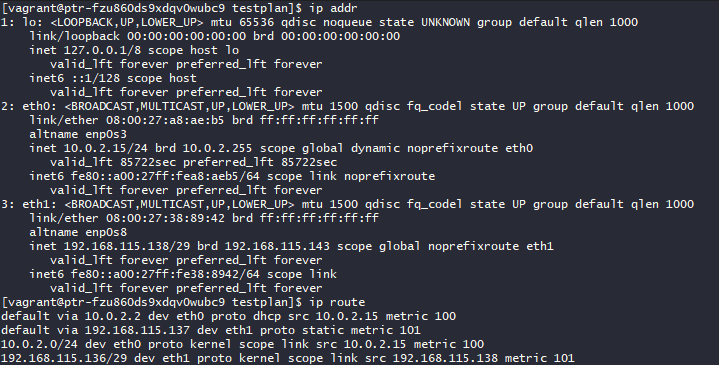 [vagrant@ptr-fzu860ds9xdqv0wubc9 testplan]$ ip addr
1: lo: <LOOPBACK,UP,LOWER_UP> mtu 65536 qdisc noqueue state UNKNOWN group default qlen 1000
    link/loopback 00:00:00:00:00:00 brd 00:00:00:00:00:00
    inet 127.0.0.1/8 scope host lo
       valid_lft forever preferred_lft forever
    inet6 ::1/128 scope host
       valid_lft forever preferred_lft forever
2: eth0: <BROADCAST,MULTICAST,UP,LOWER_UP> mtu 1500 qdisc fq_codel state UP group default qlen 1000
    link/ether 08:00:27:a8:ae:b5 brd ff:ff:ff:ff:ff:ff
    altname enp0s3
    inet 10.0.2.15/24 brd 10.0.2.255 scope global dynamic noprefixroute eth0
       valid_lft 85722sec preferred_lft 85722sec
    inet6 fe80::a00:27ff:fea8:aeb5/64 scope link noprefixroute
       valid_lft forever preferred_lft forever
3: eth1: <BROADCAST,MULTICAST,UP,LOWER_UP> mtu 1500 qdisc fq_codel state UP group default qlen 1000
    link/ether 08:00:27:38:89:42 brd ff:ff:ff:ff:ff:ff
    altname enp0s8
    inet 192.168.115.138/29 brd 192.168.115.143 scope global noprefixroute eth1
       valid_lft forever preferred_lft forever
    inet6 fe80::a00:27ff:fe38:8942/64 scope link
       valid_lft forever preferred_lft forever
[vagrant@ptr-fzu860ds9xdqv0wubc9 testplan]$ ip route
default via 10.0.2.2 dev eth0 proto dhcp src 10.0.2.15 metric 100
default via 192.168.115.137 dev eth1 proto static metric 101
10.0.2.0/24 dev eth0 proto kernel scope link src 10.0.2.15 metric 100
192.168.115.136/29 dev eth1 proto kernel scope link src 192.168.115.138 metric 101